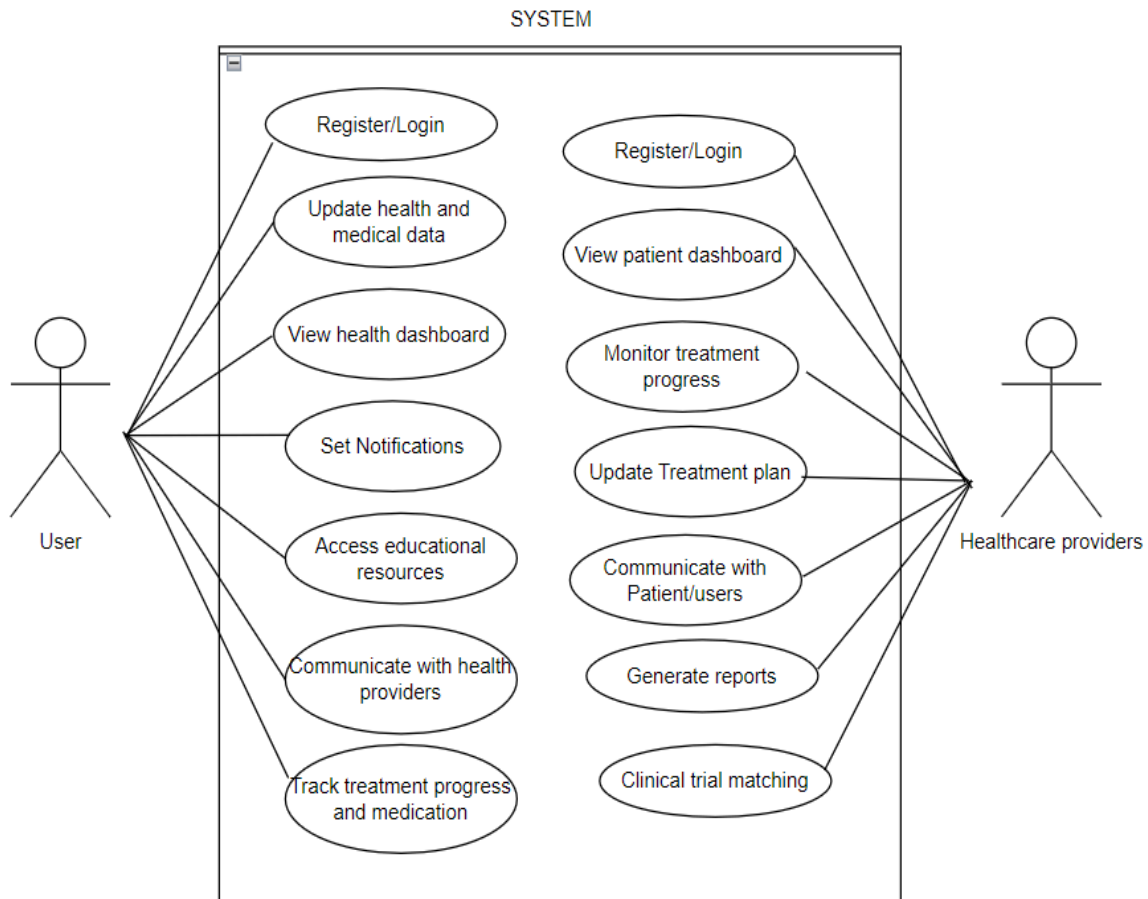 SYSTEM
Register/Login
Update health and
medical data
View health dashboard
Set Notifications
Access educational
resources
Communicate with health
providers
Track treatment progress
and medication
Register/Login
View patient dashboard
Monitor treatment
progress
Update Treatment plan
Communicate with
Patient/users
Generate reports
Clinical trial matching
User
Healthcare providers